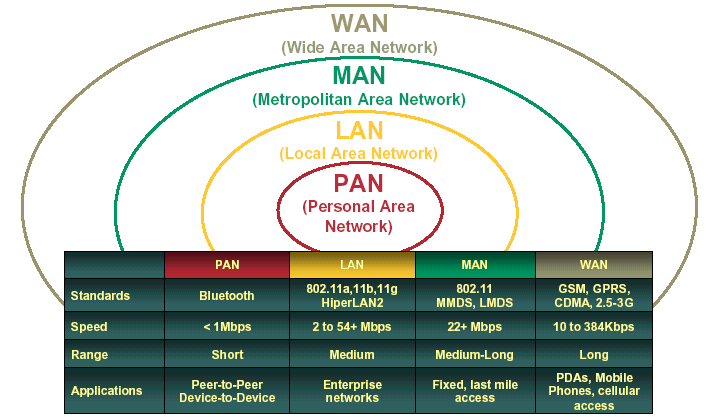 WAN
(Wide Area Network)
MAN
(Metropolitan Area Network)
LAN
(Local Area Network)
PAN
(Personal Area
Network)
PAN LAN MAN WAN
Standards Bluetooth 802.11a,11b,11g
HiperLAN2 802.11
MMDS, LMDS GSM, GPRS,
CDMA, 2.5-3G
Speed < 1Mbps 2 to 54+ Mbps 22+ Mbps 10 to 384Kbps
Range Short Medium Medium-Long Long
Applications Peer-to-Peer
Device-to-Device Enterprise
networks Fixed, last mile
access PDAs, Mobile
Phones, cellular
access